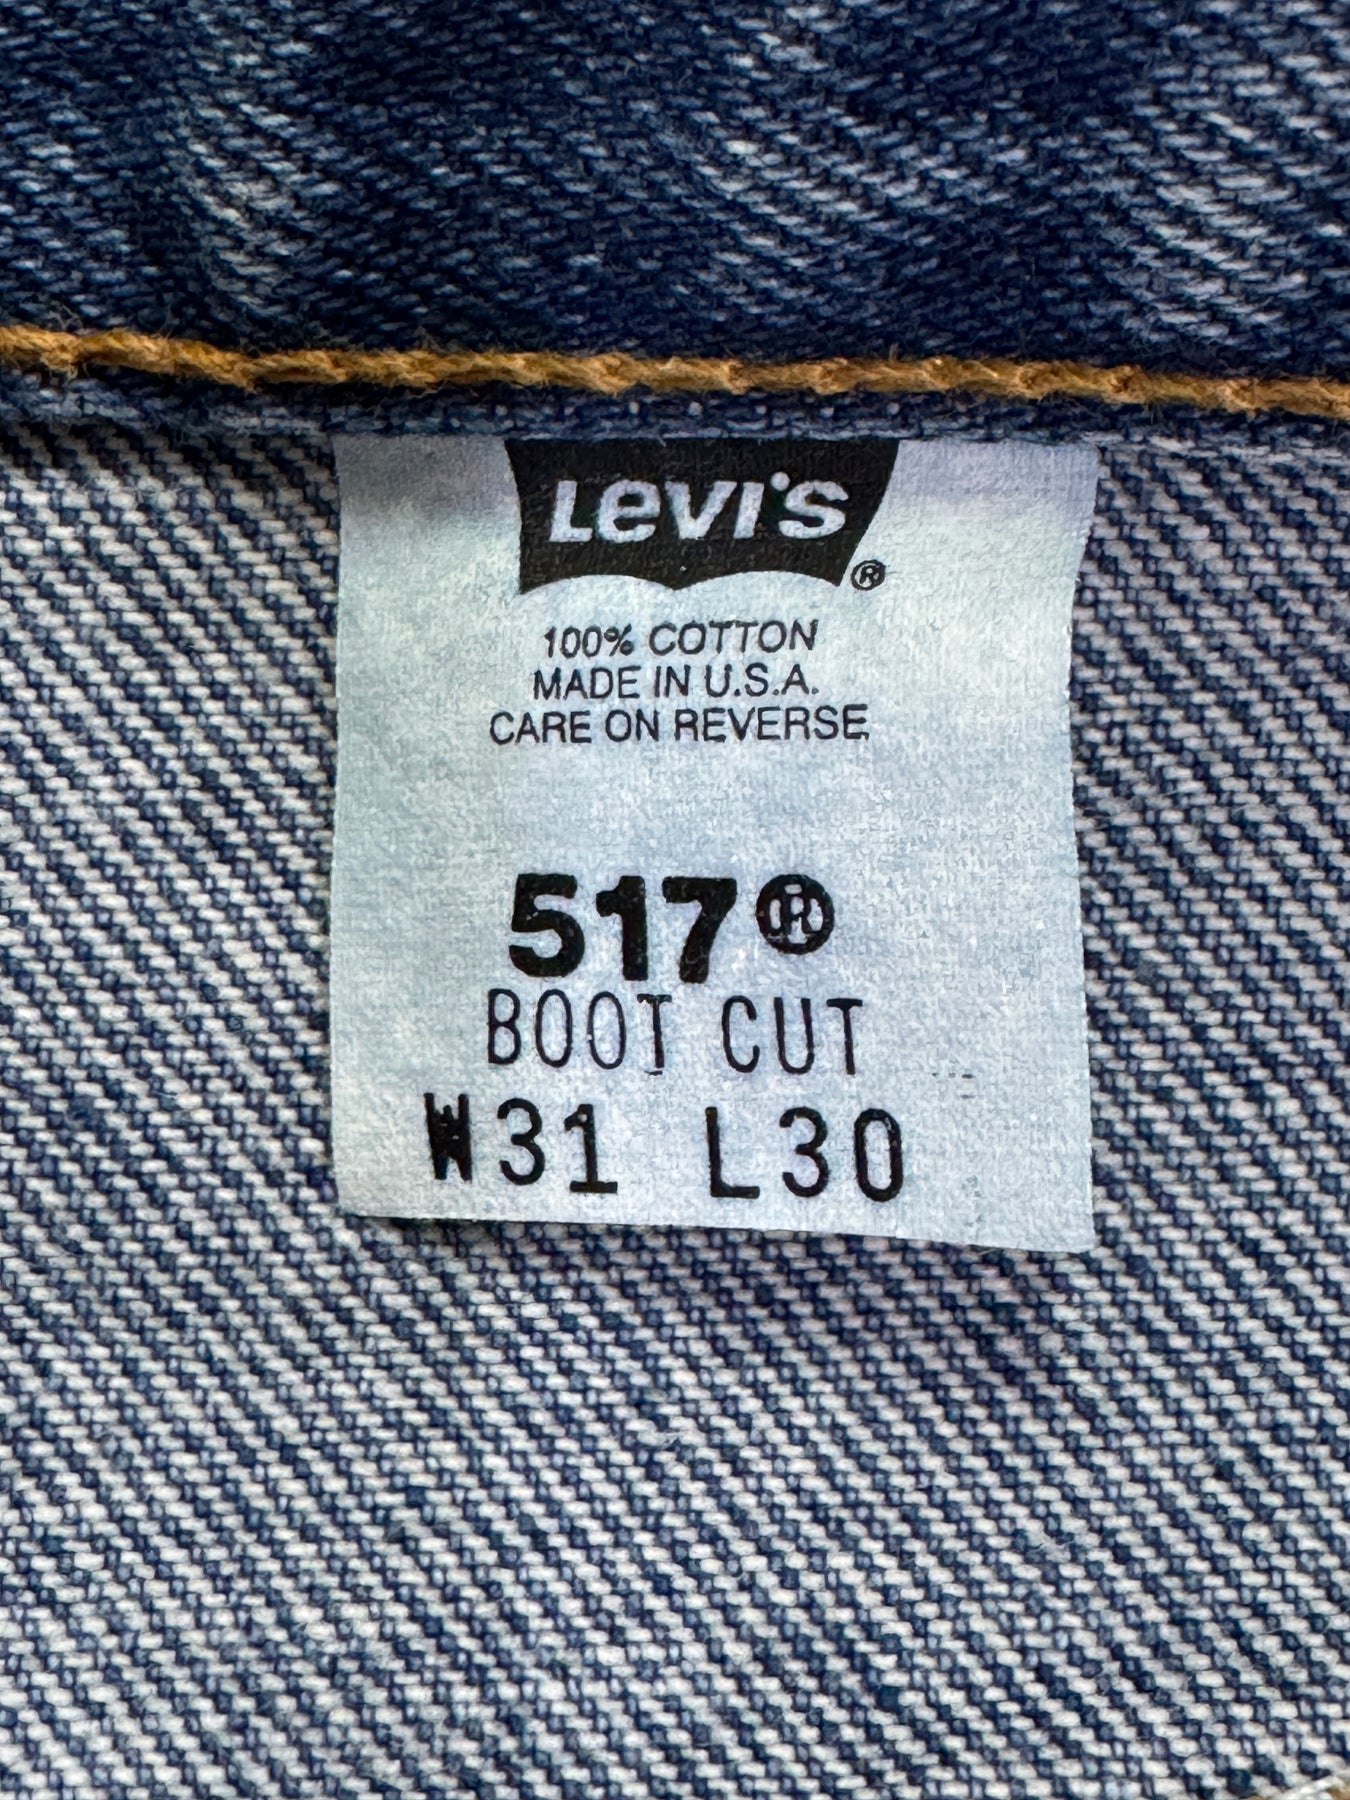 Levi's ®
100% COTTON
MADE IN U.S.A.
CARE ON REVERSE
517®
BOOT CUT
W31 L30